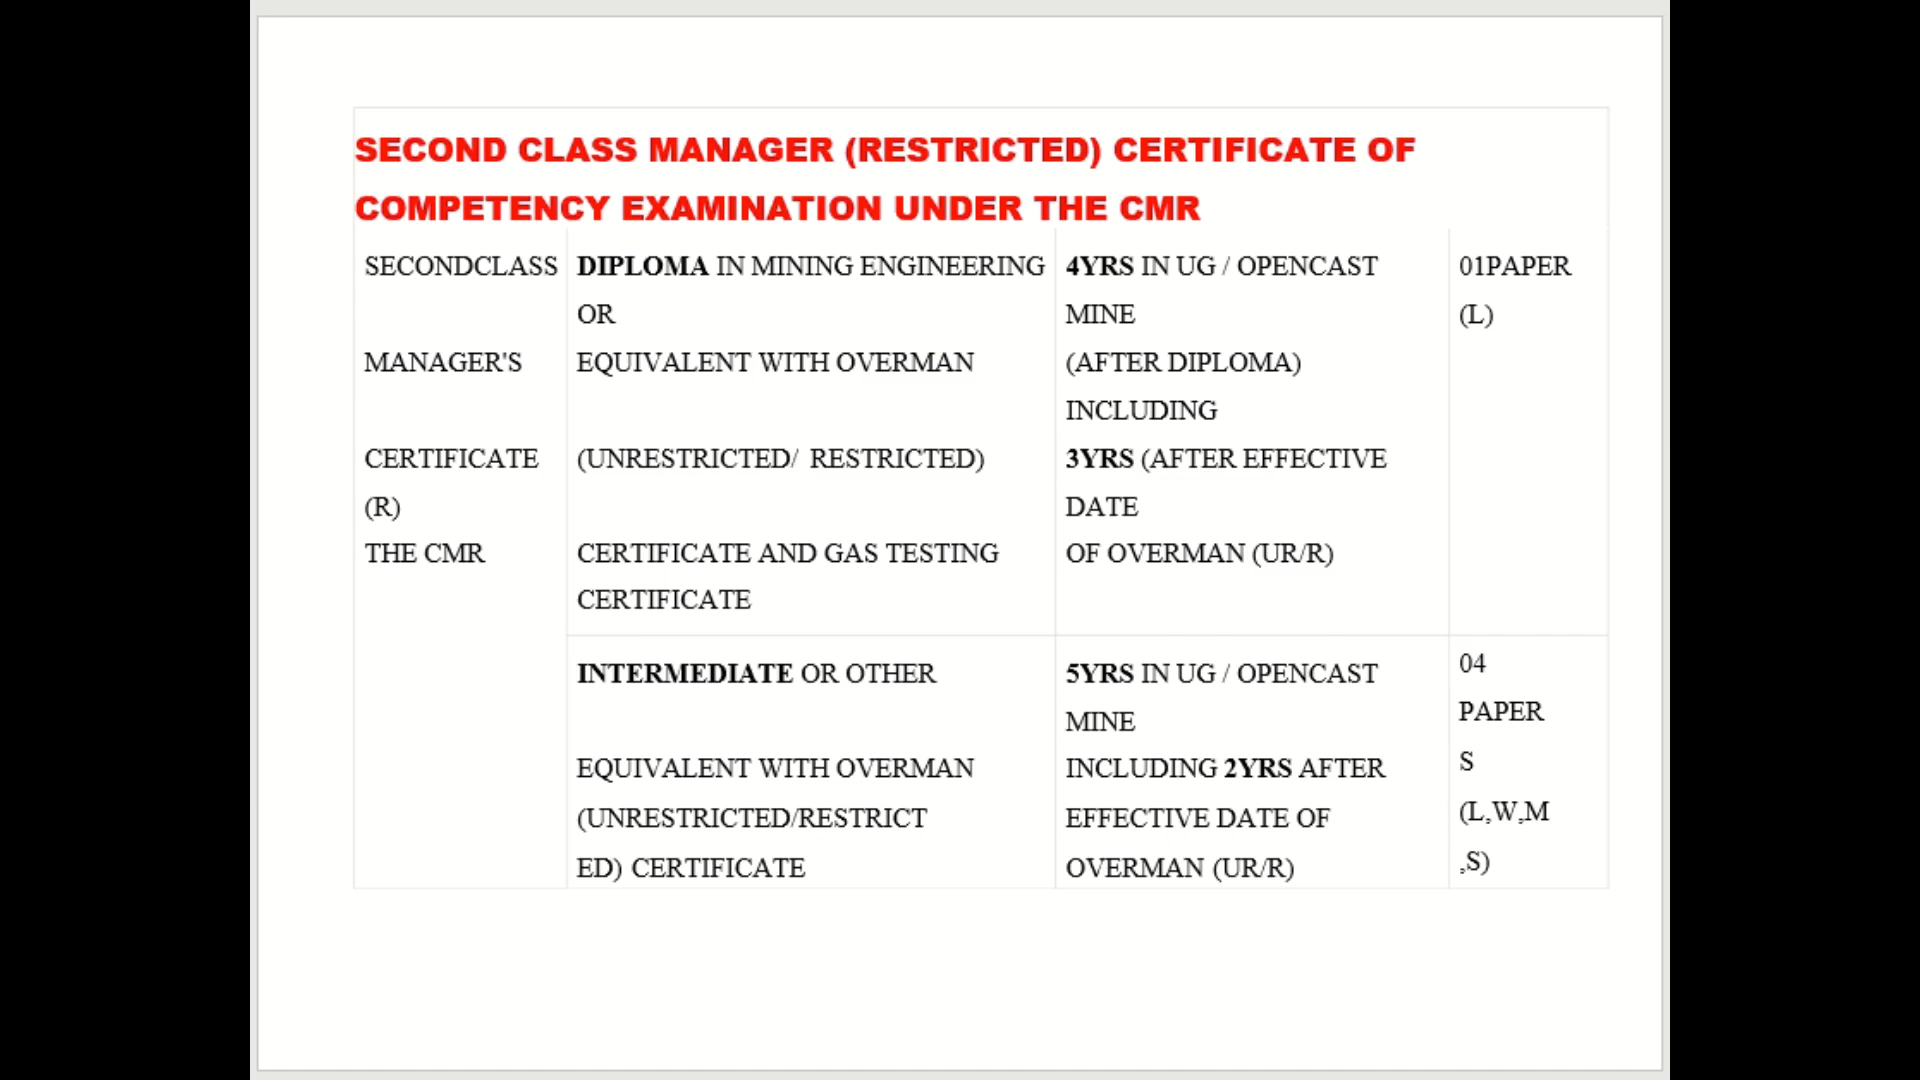 SECOND CLASS MANAGER (RESTRICTED) CERTIFICATE OF
COMPETENCY EXAMINATION UNDER THE CMR
SECONDCLASS
MANAGER'S
CERTIFICATE
(R)
THE CMR
DIPLOMA IN MINING ENGINEERING
OR
EQUIVALENT WITH OVERMAN
(UNRESTRICTED/ RESTRICTED)
CERTIFICATE AND GAS TESTING
CERTIFICATE
4YRS IN UG / OPENCAST
MINE
(AFTER DIPLOMA)
INCLUDING
3YRS (AFTER EFFECTIVE
DATE
OF OVERMAN (UR/R)
01PAPER
(L)
INTERMEDIATE OR OTHER
EQUIVALENT WITH OVERMAN
(UNRESTRICTED/RESTRICT
ED) CERTIFICATE
5YRS IN UG / OPENCAST
MINE
INCLUDING 2YRS AFTER
EFFECTIVE DATE OF
OVERMAN (UR/R)
04
PAPER
S
(L,W,M
,S)